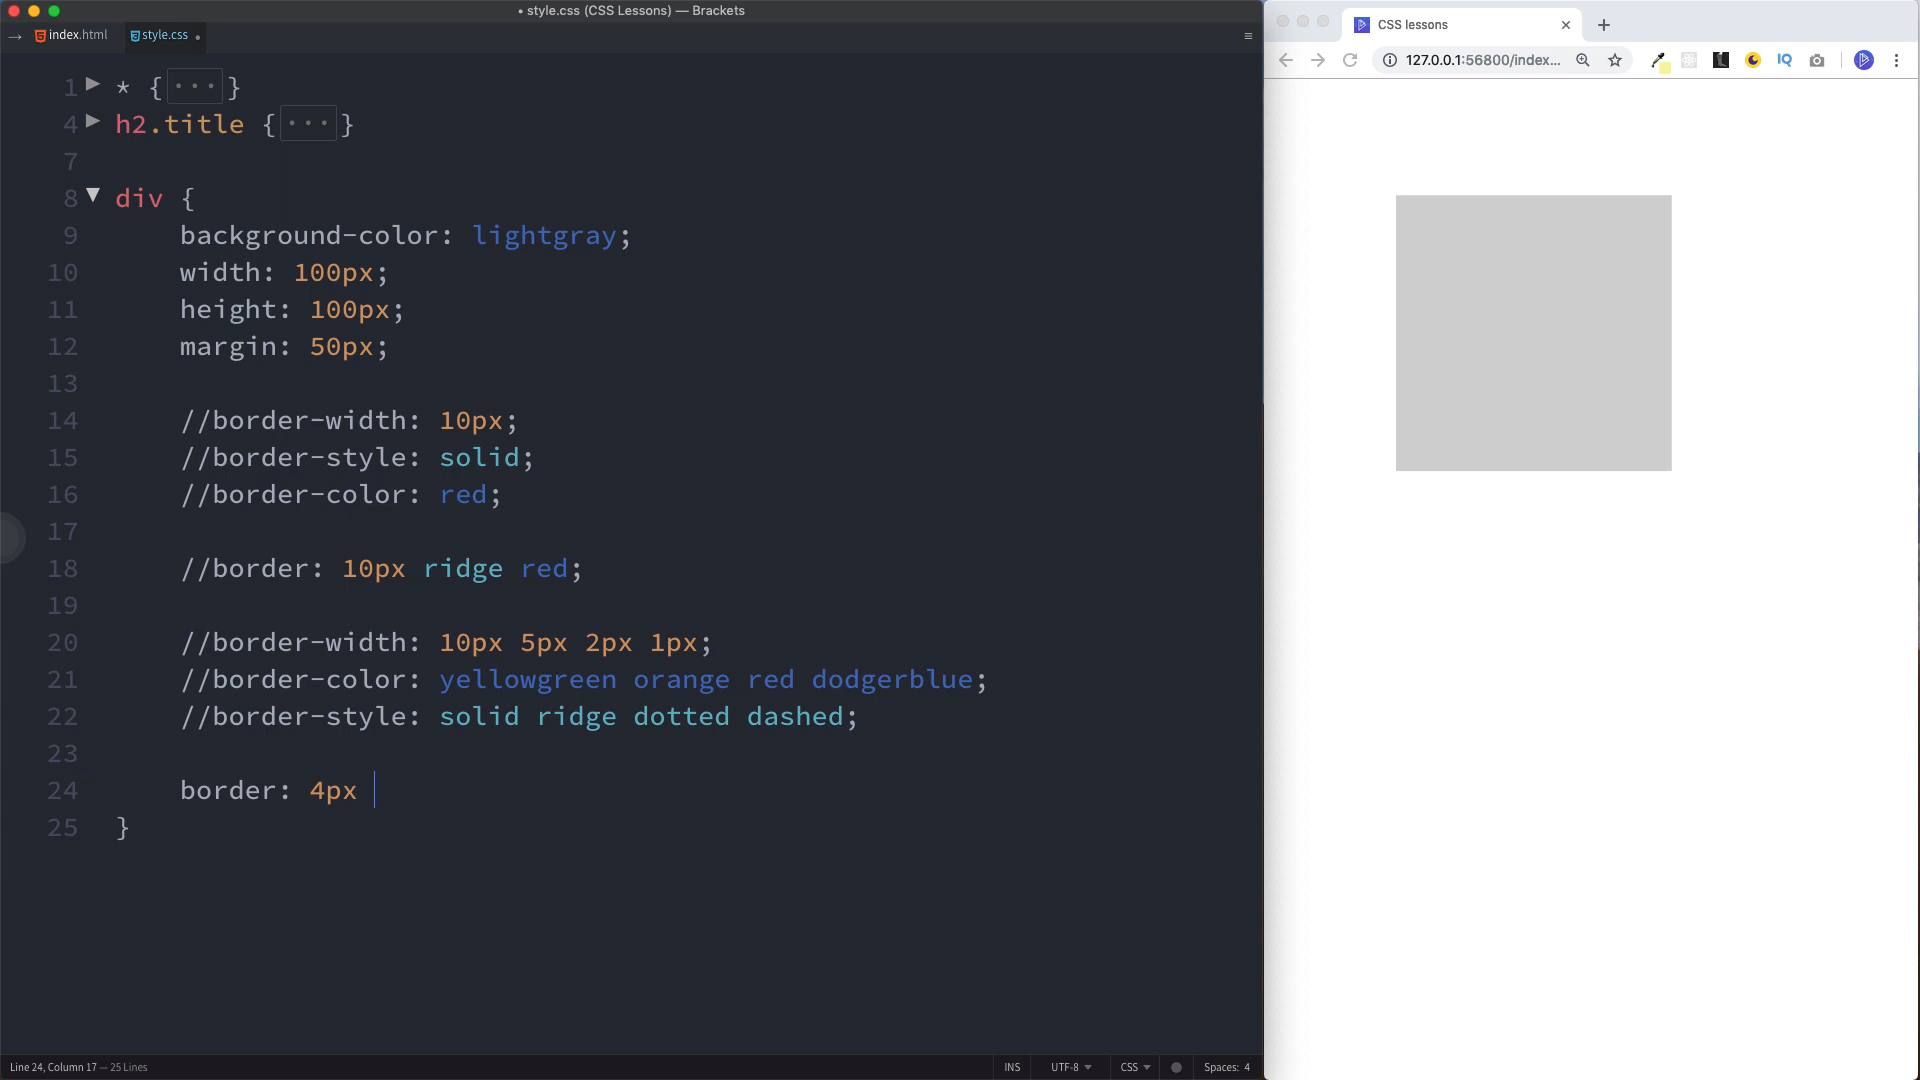 • style.css (CSS Lessons) — Brackets
index.html
style.css
1 * {...}
4 h2.title {...}
7
8 div {
9 background-color: lightgray;
10 width: 100px;
11 height: 100px;
12 margin: 50px;
13
14 //border-width: 10px;
15 //border-style: solid;
16 //border-color: red;
17
18 //border: 10px ridge red;
19
20 //border-width: 10px 5px 2px 1px;
21 //border-color: yellowgreen orange red dodgerblue;
22 //border-style: solid ridge dotted dashed;
23
24 border: 4px
25 }
Line 24, Column 17 — 25 Lines
INS
UTF-8
CSS
Spaces: 4
CSS lessons
127.0.0.1:56800/index...
IQ